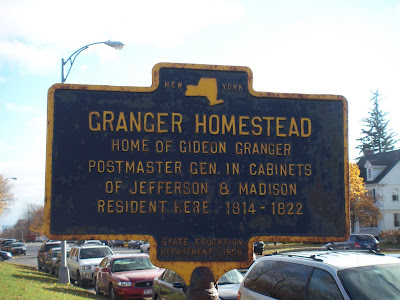 NEW YORK
GRANGER HOMESTEAD
HOME OF GIDEON GRANGER
POSTMASTER GEN. IN CABINETS
OF JEFFERSON & MADISON
RESIDENT HERE, 1814-1822
STATE EDUCATION
DEPARTMENT 1956